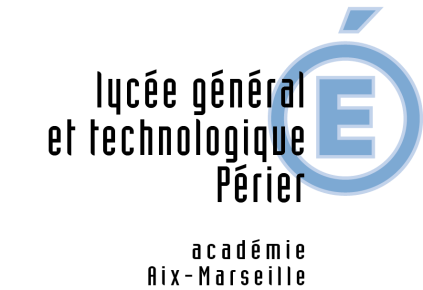 lycée général
et technologique
Périer
É
académie
Aix-Marseille